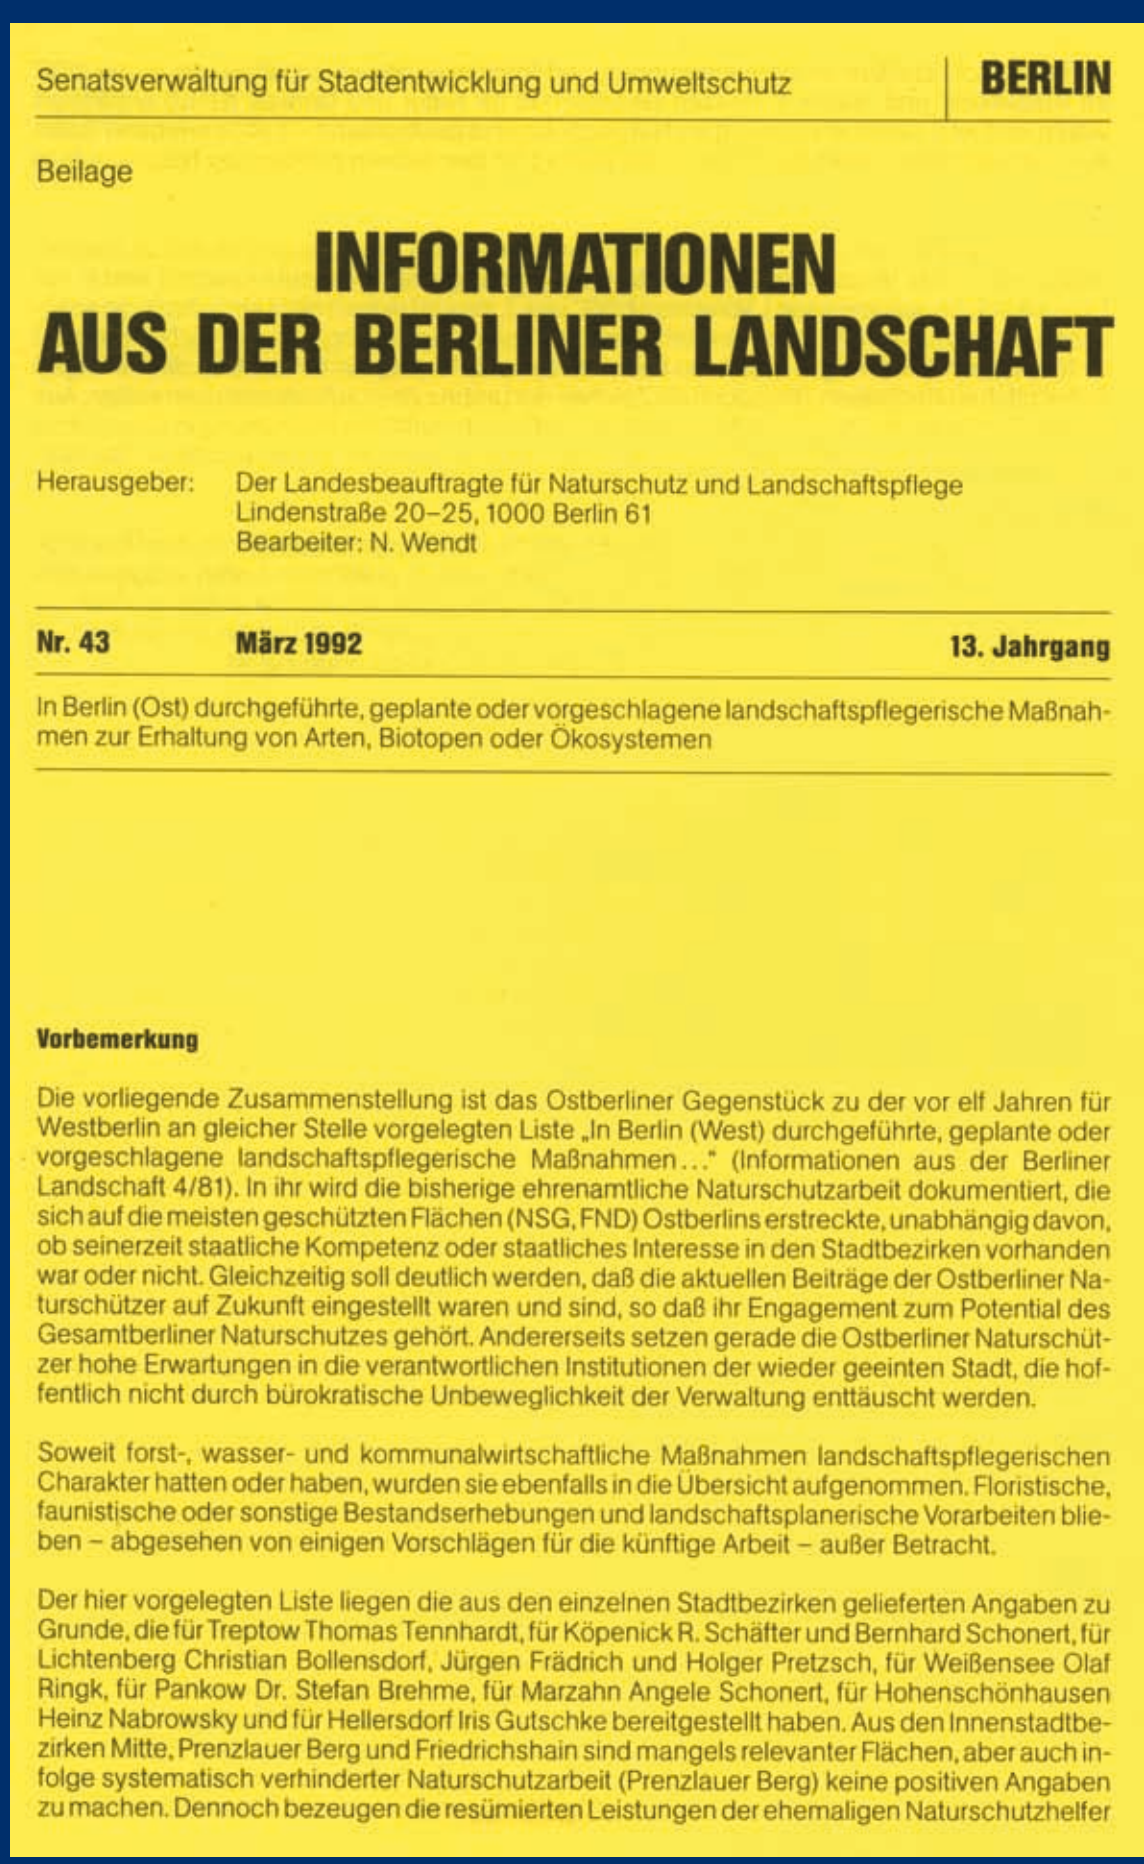 Senatsverwaltung für Stadtentwicklung und Umweltschutz
BERLIN
Beilage
INFORMATIONEN
AUS DER BERLINER LANDSCHAFT
Herausgeber: Der Landesbeauftragte für Naturschutz und Landschaftspflege
Lindenstraße 20–25, 1000 Berlin 61
Bearbeiter: N. Wendt
Nr. 43 März 1992 13. Jahrgang
In Berlin (Ost) durchgeführte, geplante oder vorgeschlagene landschaftspflegerische Maßnah-
men zur Erhaltung von Arten, Biotopen oder Ökosystemen
Vorbemerkung
Die vorliegende Zusammenstellung ist das Ostberliner Gegenstück zu der vor elf Jahren für
Westberlin an gleicher Stelle vorgelegten Liste „In Berlin (West) durchgeführte, geplante oder
vorgeschlagene landschaftspflegerische Maßnahmen..." (Informationen aus der Berliner
Landschaft 4/81). In ihr wird die bisherige ehrenamtliche Naturschutzarbeit dokumentiert, die
sich auf die meisten geschützten Flächen (NSG, FND) Ostberlins erstreckte, unabhängig davon,
ob seinerzeit staatliche Kompetenz oder staatliches Interesse in den Stadtbezirken vorhanden
war oder nicht. Gleichzeitig soll deutlich werden, daß die aktuellen Beiträge der Ostberliner Na-
turschützer auf Zukunft eingestellt waren und sind, so daß ihr Engagement zum Potential des
Gesamtberliner Naturschutzes gehört. Andererseits setzen gerade die Ostberliner Naturschüt-
zer hohe Erwartungen in die verantwortlichen Institutionen der wieder geeinten Stadt, die hof-
fentlich nicht durch bürokratische Unbeweglichkeit der Verwaltung enttäuscht werden.
Soweit forst-, wasser- und kommunalwirtschaftliche Maßnahmen landschaftspflegerischen
Charakter hatten oder haben, wurden sie ebenfalls in die Übersicht aufgenommen. Floristische,
faunistische oder sonstige Bestandserhebungen und landschaftsplanerische Vorarbeiten blie-
ben – abgesehen von einigen Vorschlägen für die künftige Arbeit – außer Betracht.
Der hier vorgelegten Liste liegen die aus den einzelnen Stadtbezirken gelieferten Angaben zu
Grunde, die für Treptow Thomas Tennhardt, für Köpenick R. Schäfter und Bernhard Schonert, für
Lichtenberg Christian Bollensdorf, Jürgen Frädrich und Holger Pretzsch, für Weißensee Olaf
Ringk, für Pankow Dr. Stefan Brehme, für Marzahn Angele Schonert, für Hohenschönhausen
Heinz Nabrowsky und für Hellersdorf Iris Gutschke bereitgestellt haben. Aus den Innenstadtbe-
zirken Mitte, Prenzlauer Berg und Friedrichshain sind mangels relevanter Flächen, aber auch in-
folge systematisch verhinderter Naturschutzarbeit (Prenzlauer Berg) keine positiven Angaben
zu machen. Dennoch bezeugen die resümierten Leistungen der ehemaligen Naturschutzhelfer